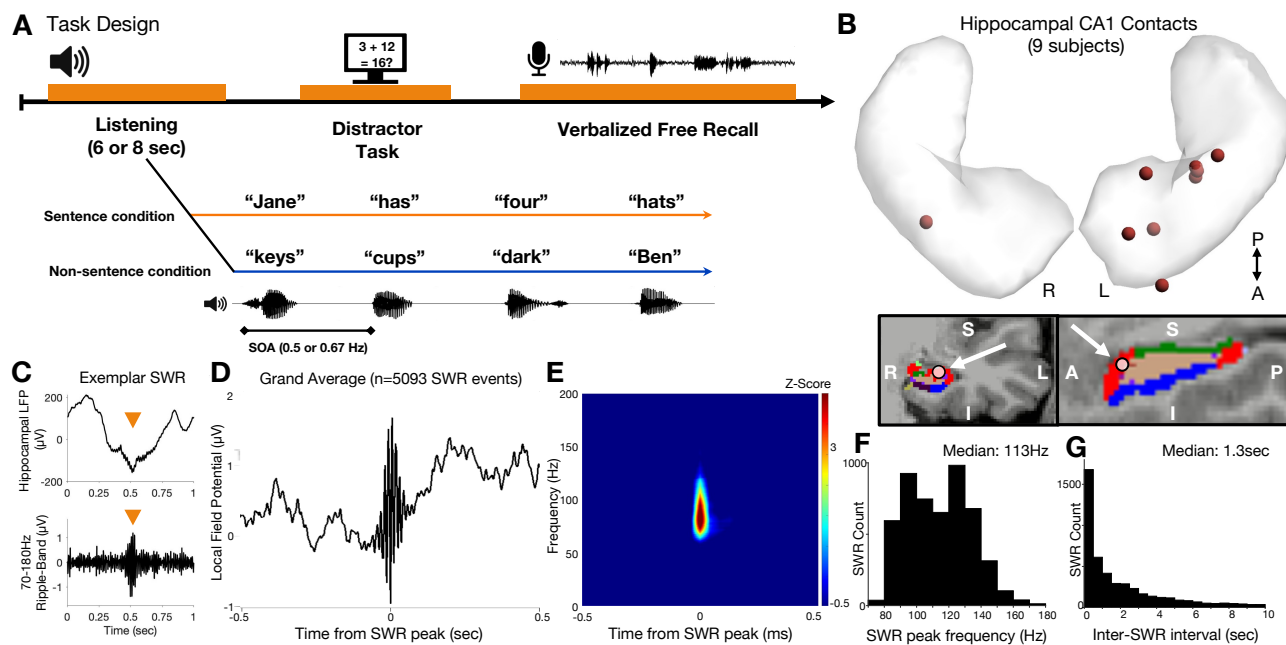 A Task Design
3 + 12
= 16?
Listening
(6 or 8 sec)
Distractor
Task
Verbalized Free Recall
Sentence condition
“Jane” “has” “four” “hats”
Non-sentence condition
“keys” “cups” “dark” “Ben”
SOA (0.5 or 0.67 Hz)
B
Hippocampal CA1 Contacts
(9 subjects)
R L
P
A
S
R L
I
S
A P
I
C
Exemplar SWR
Hippocampal LFP
(µV)
200
0
-200
0 0.25 0.5 0.75 1
70-180Hz
Ripple-Band (µV)
1
0
-1
0 0.25 0.5 0.75 1
Time (sec)
D
Grand Average (n=5093 SWR events)
Local Field Potential (µV)
2
1
0
-1
-0.5 0 0.5
Time from SWR peak (sec)
E
Z-Score
Frequency (Hz)
200
150
100
50
0
-0.5 0 0.5
Time from SWR peak (ms)
3
-0.5
F
Median: 113Hz
SWR Count
1000
0
80 100 120 140 160 180
SWR peak frequency (Hz)
G
Median: 1.3sec
SWR Count
1500
0
0 2 4 6 8 10
Inter-SWR interval (sec)